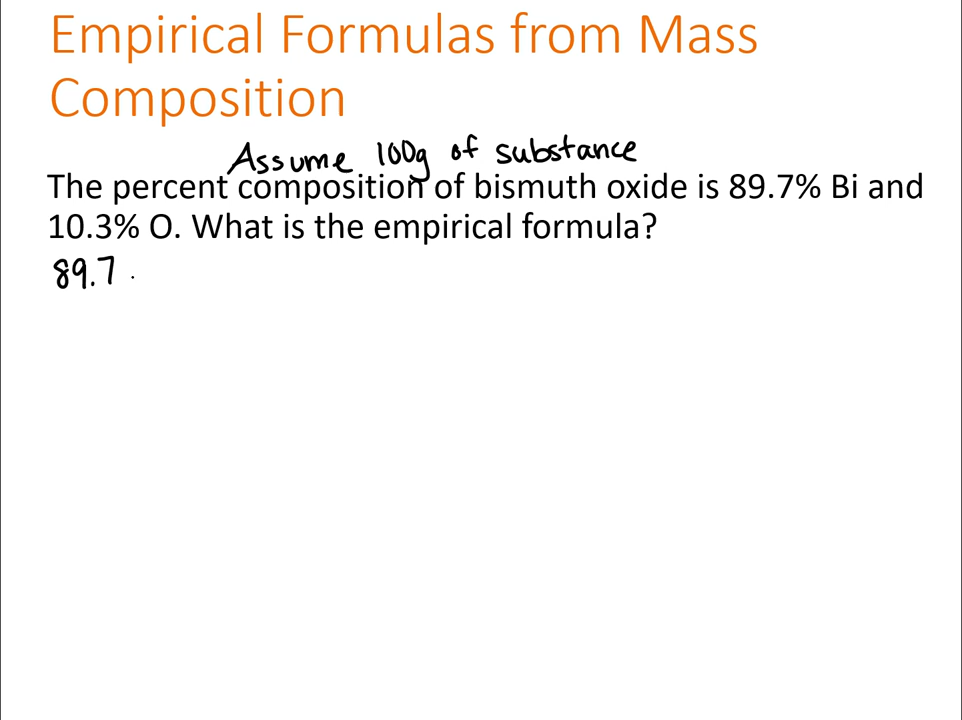 Empirical Formulas from Mass
Composition
Assume 100g of substance
The percent composition of bismuth oxide is 89.7% Bi and
10.3% O. What is the empirical formula?
89.7